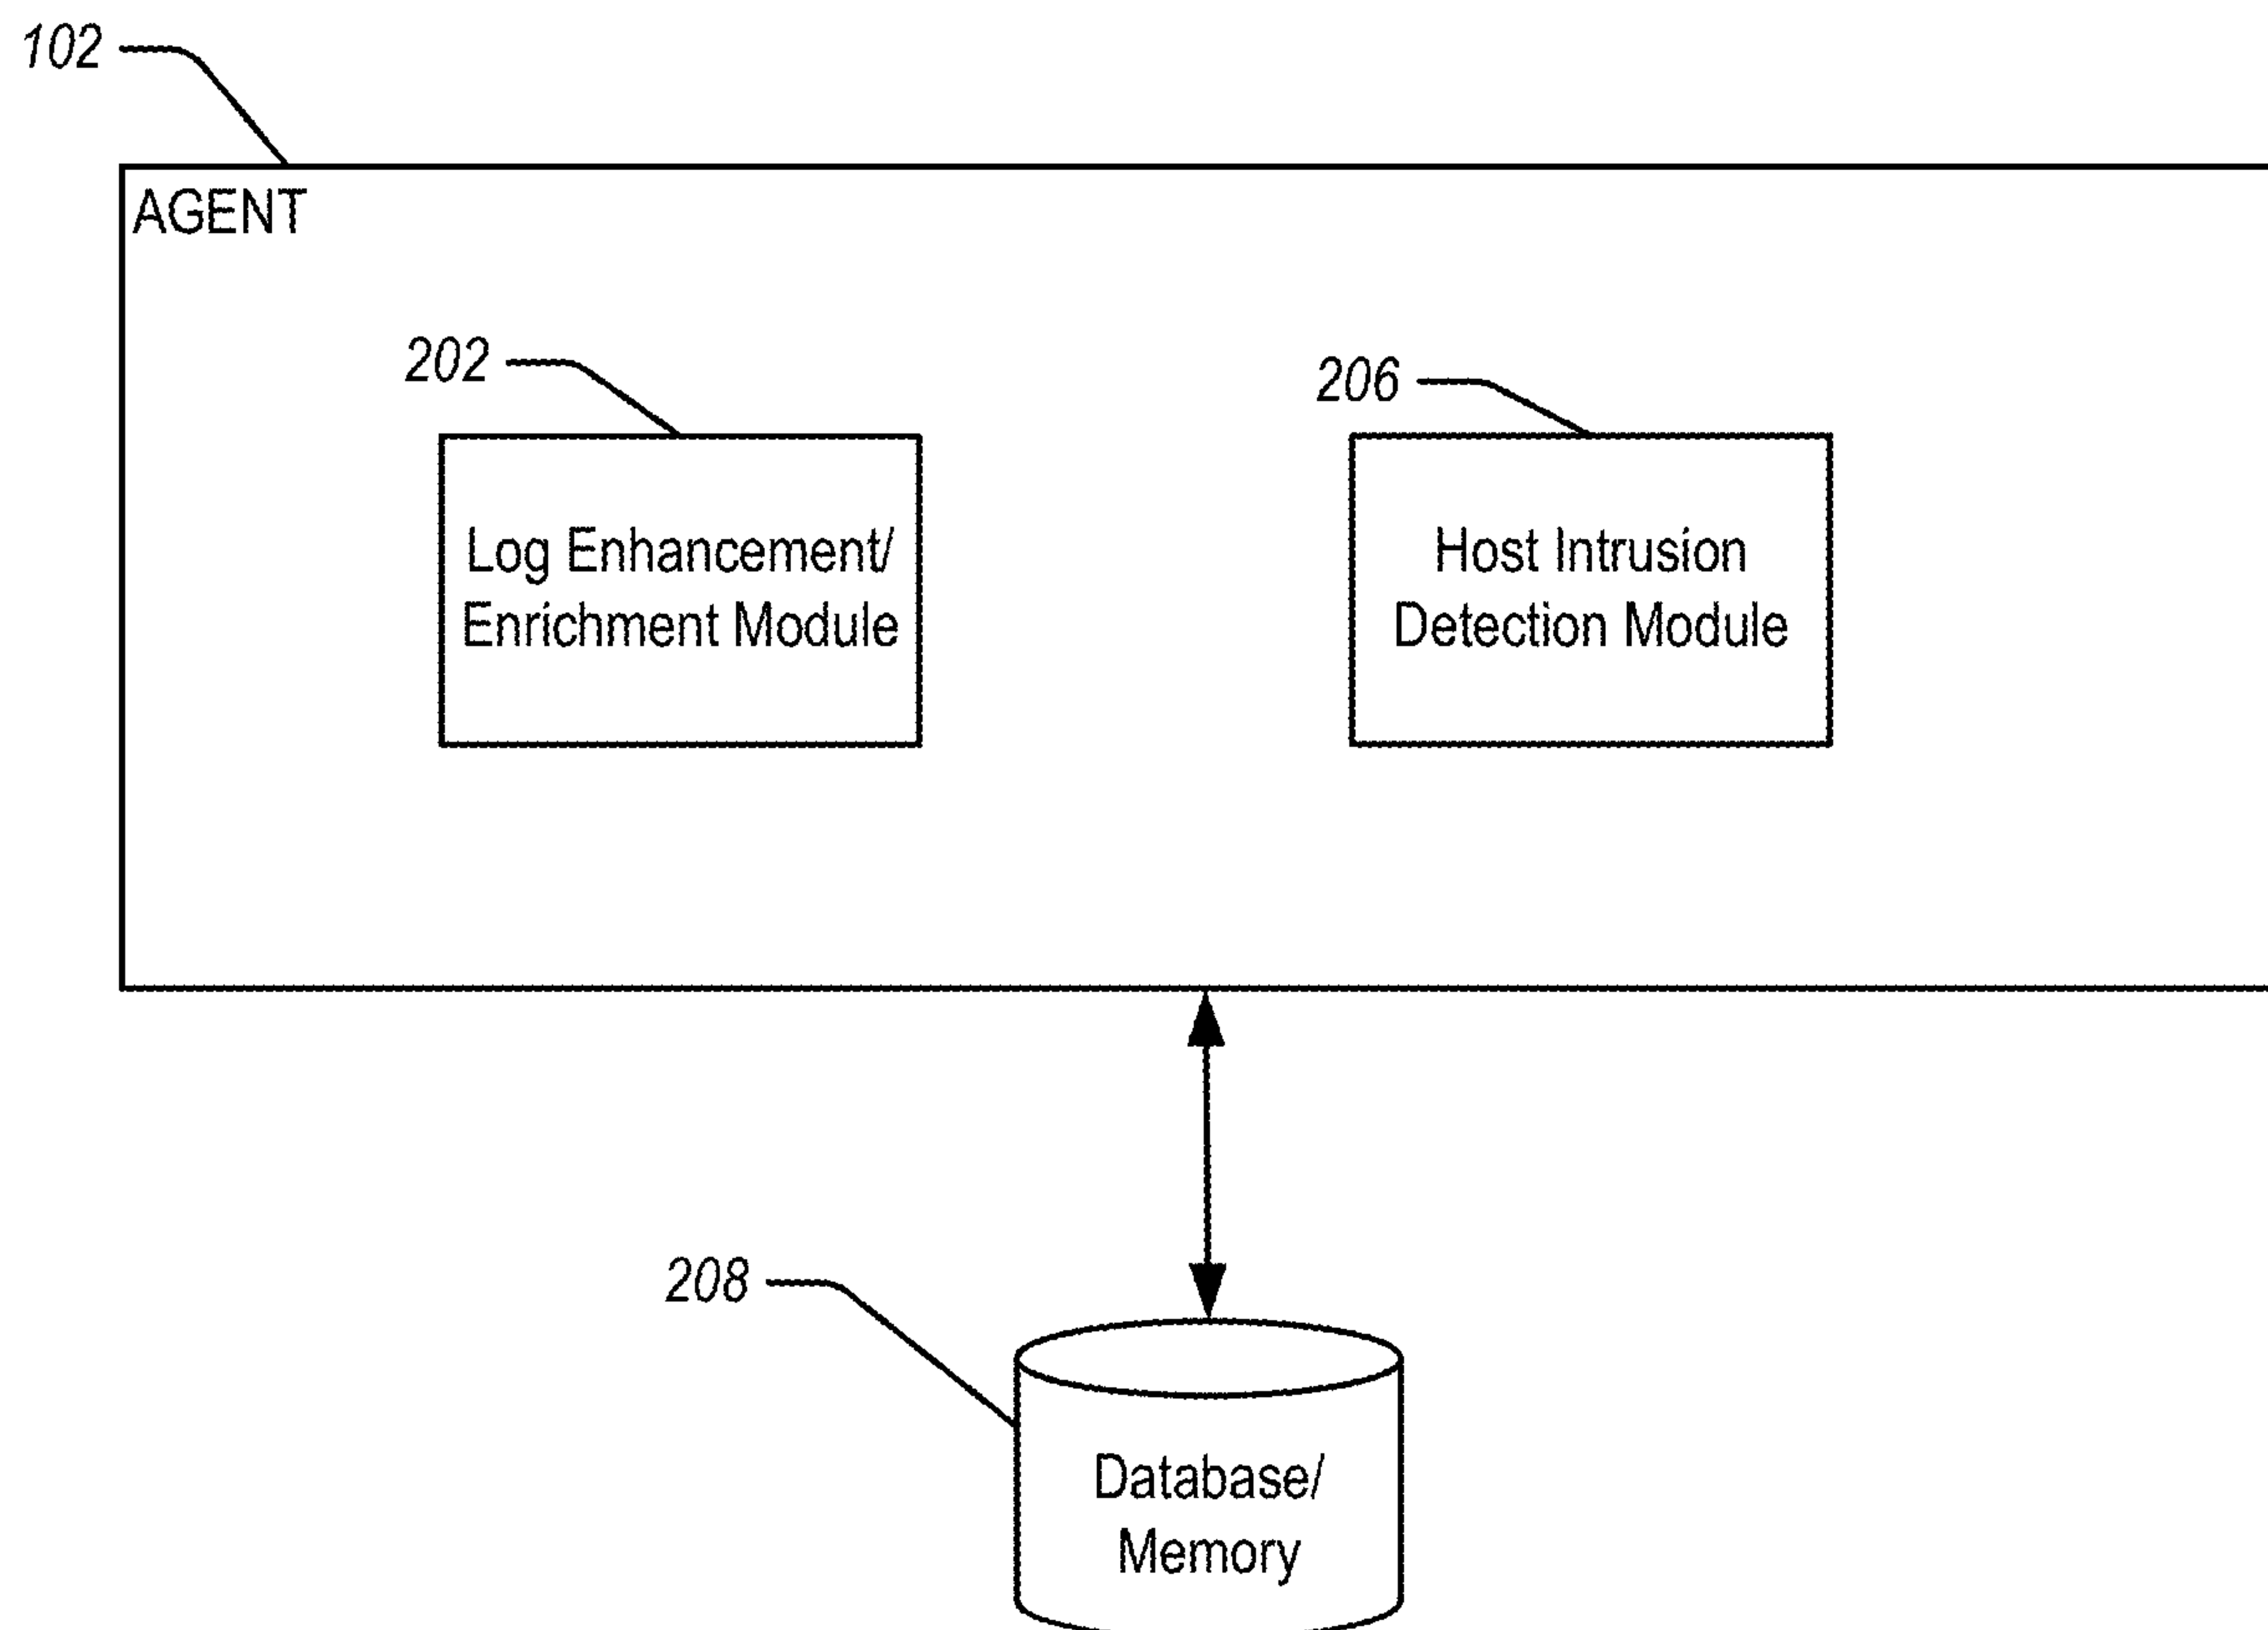 102
AGENT
202
206
Log Enhancement/
Enrichment Module
Host Intrusion
Detection Module
208
Database/
Memory